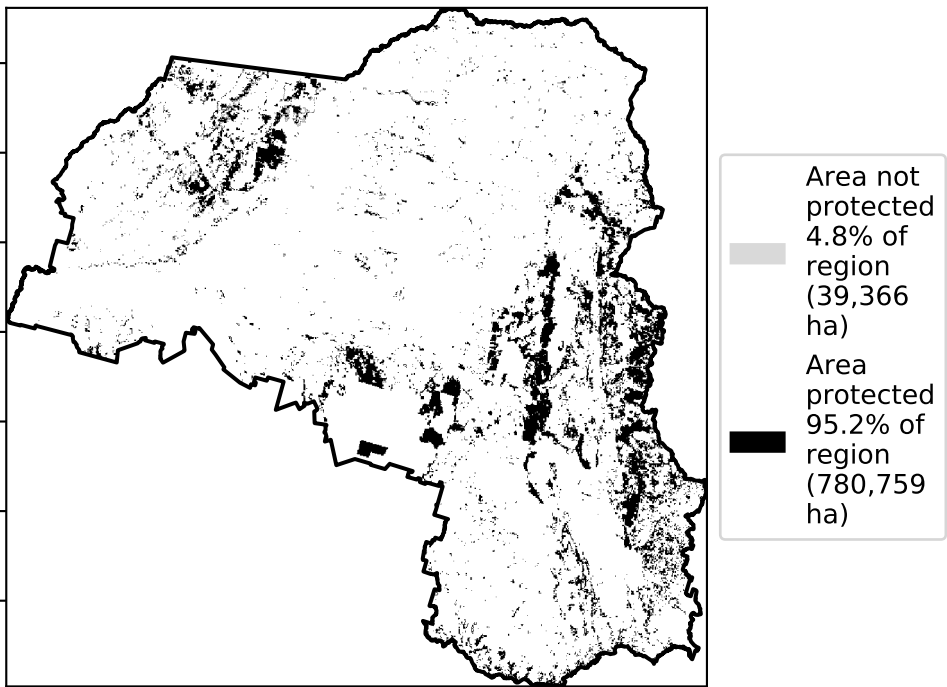 Area not
protected
4.8% of
region
(39,366
ha)
Area
protected
95.2% of
region
(780,759
ha)